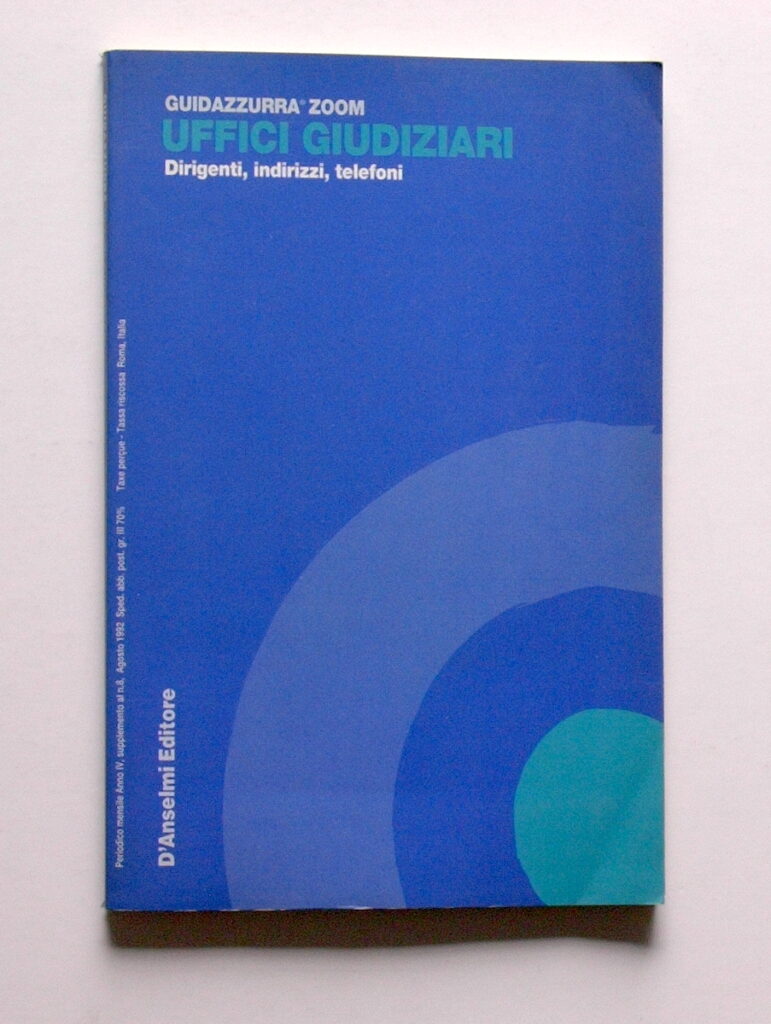 GUIDAZZURRA® ZOOM
UFFICI GIUDIZIARI
Dirigenti, indirizzi, telefoni
Periodico mensile Anno IV, supplemento al n.8, Agosto 1992 Sped. abb. post. gr. III 70% Taxe perçue - Tassa riscossa Roma, Italia
D'Anselmi Editore